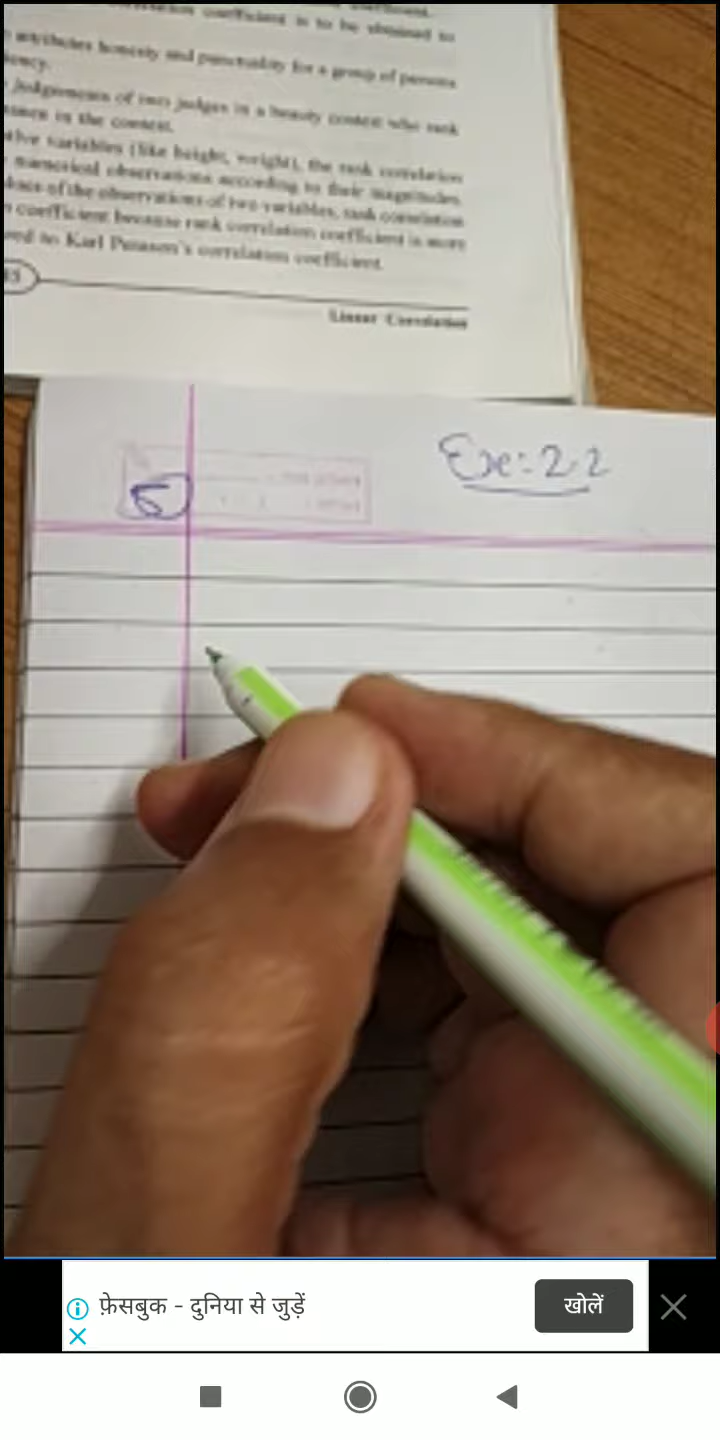 coefficient is to be obtained to
attributes honesty and punctuality for a group of persons
judgements of two judges in a beauty contest who rank
in the contest.
variables (like height, weight), the rank correlation
numerical observations according to their magnitudes.
of the observations of two variables, rank correlation
coefficient because rank correlation coefficient is more
to Karl Pearson's correlation coefficient.
Linear Correlation
Exe:-2.2
5
फ़ेसबुक - दुनिया से जुड़ें
खोलें